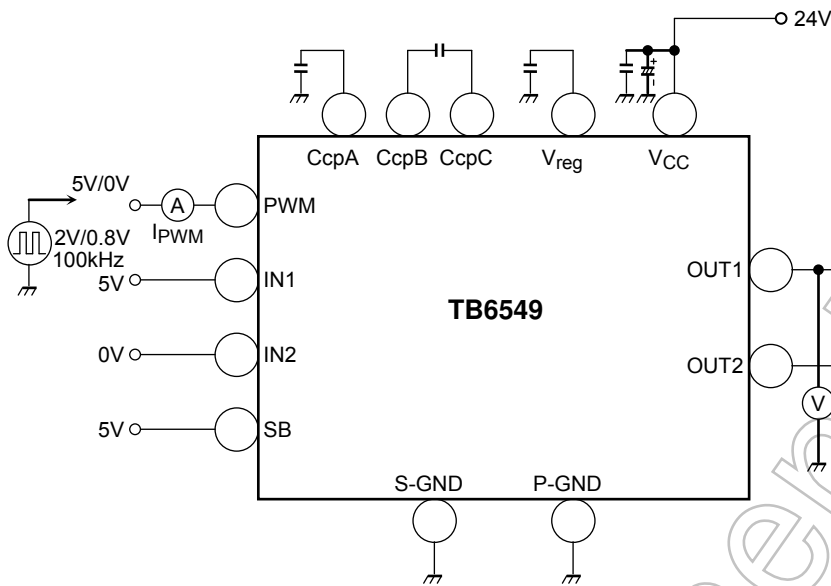 24V
+
-
CcpA CcpB CcpC Vreg VCC
5V/0V
A
PWM
IPWM
2V/0.8V
100kHz
5V
IN1
OUT1
TB6549
0V
IN2
OUT2
V
5V
SB
S-GND P-GND